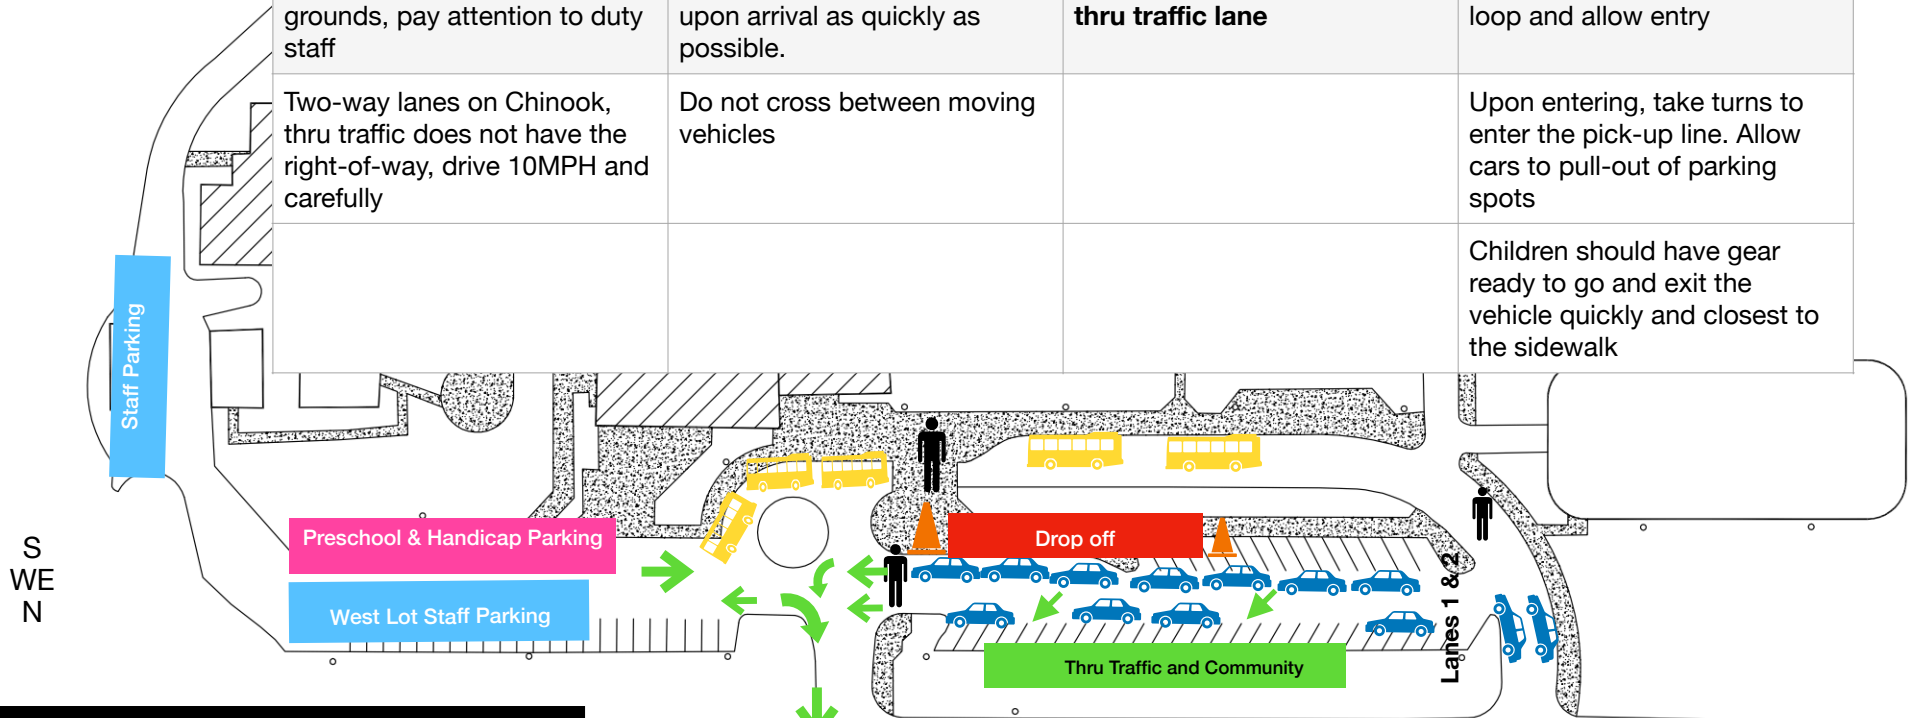 grounds, pay attention to duty
staff
upon arrival as quickly as
possible.
thru traffic lane
loop and allow entry
Two-way lanes on Chinook,
thru traffic does not have the
right-of-way, drive 10MPH and
carefully
Do not cross between moving
vehicles
Upon entering, take turns to
enter the pick-up line. Allow
cars to pull-out of parking
spots
Children should have gear
ready to go and exit the
vehicle quickly and closest to
the sidewalk
Staff Parking
S
WE
N
Preschool & Handicap Parking
West Lot Staff Parking
Drop off
Lanes 1 & 2
Thru Traffic and Community